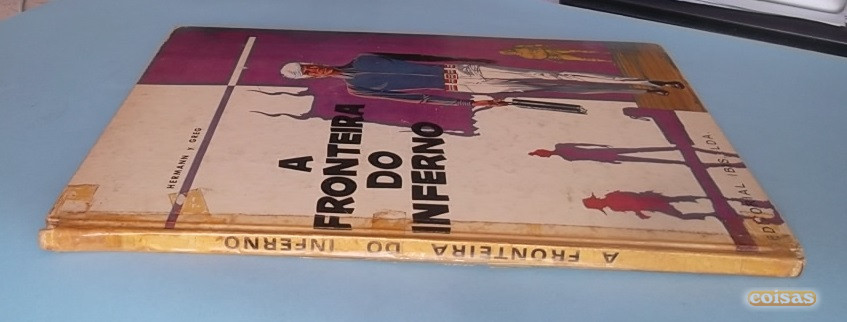 HERMANN Y GREG
A
FRONTEIRA
DO
INFERNO
EDITORIAL IBIS LDA.
A FRONTEIRA DO INFERNO
coisas